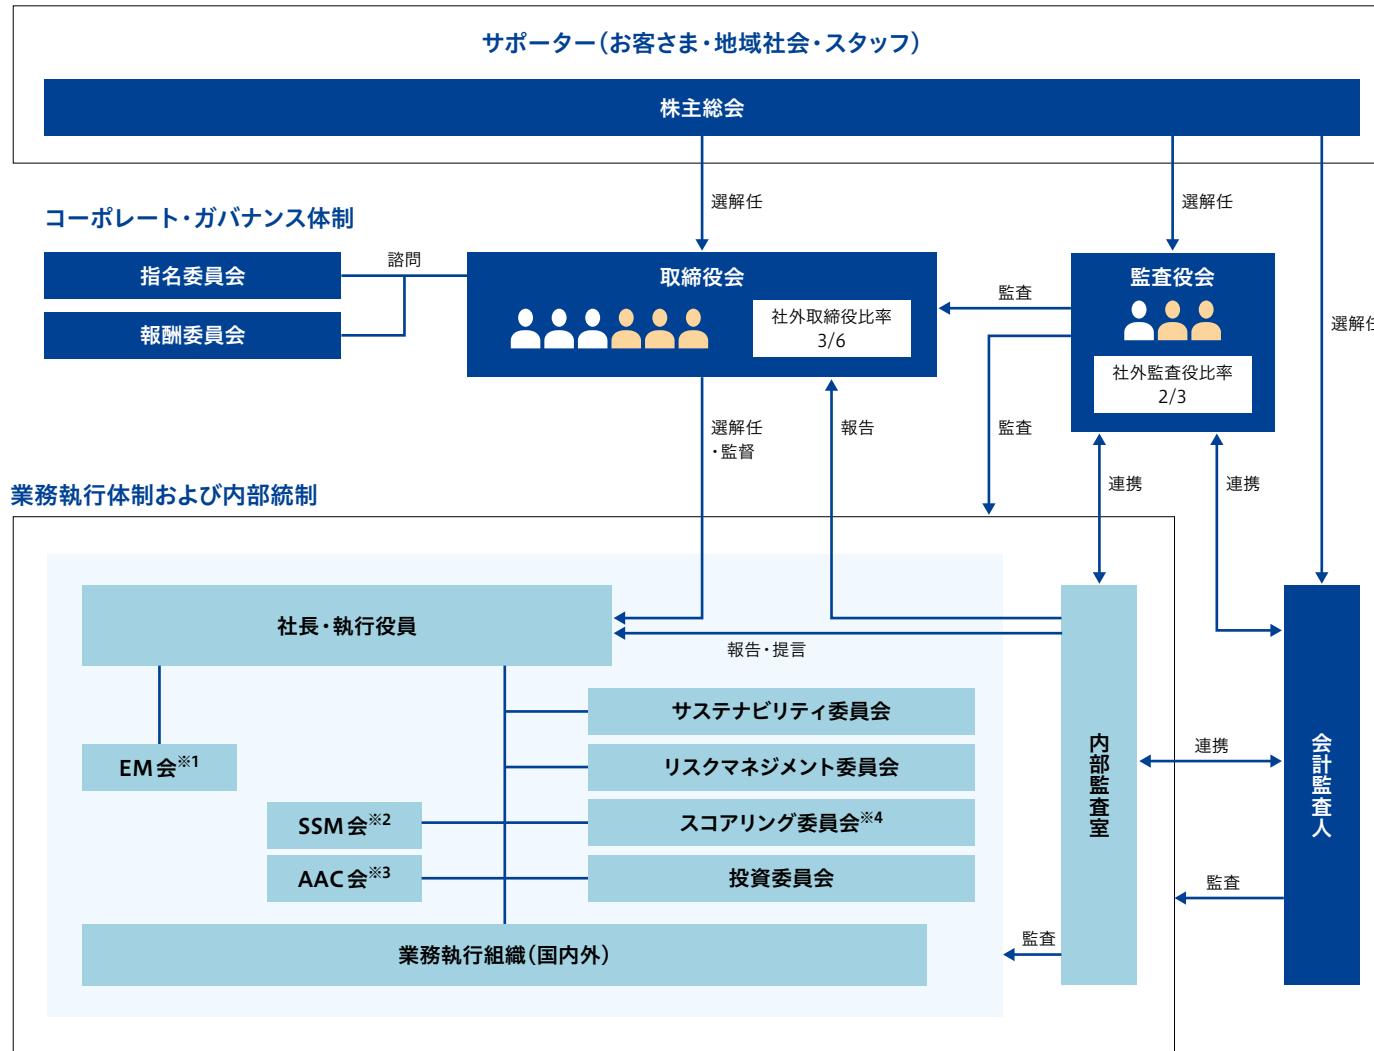 サポーター（お客さま・地域社会・スタッフ）
株主総会
選解任
選解任
選解任
コーポレート・ガバナンス体制
指名委員会
報酬委員会
諮問
取締役会
社外取締役比率
3/6
監査
監査役会
社外監査役比率
2/3
選解任
・監督
報告
監査
連携
連携
業務執行体制および内部統制
社長・執行役員
報告・提言
EM会※1
SSM会※2
AAC会※3
サステナビリティ委員会
リスクマネジメント委員会
スコアリング委員会※4
投資委員会
業務執行組織（国内外）
内部監査室
連携
会計監査人
監査
監査